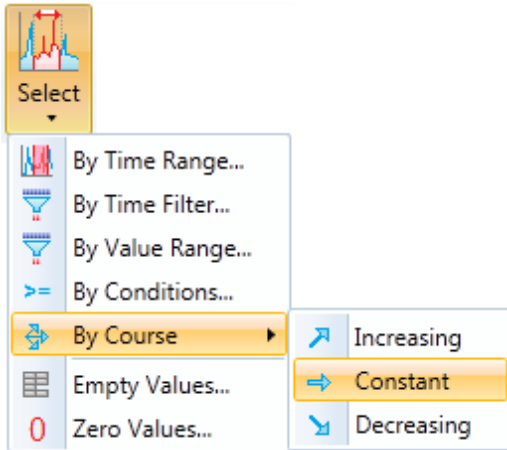 Select
By Time Range...
By Time Filter...
By Value Range...
>= By Conditions...
By Course
Increasing
Constant
Decreasing
Empty Values...
0 Zero Values...